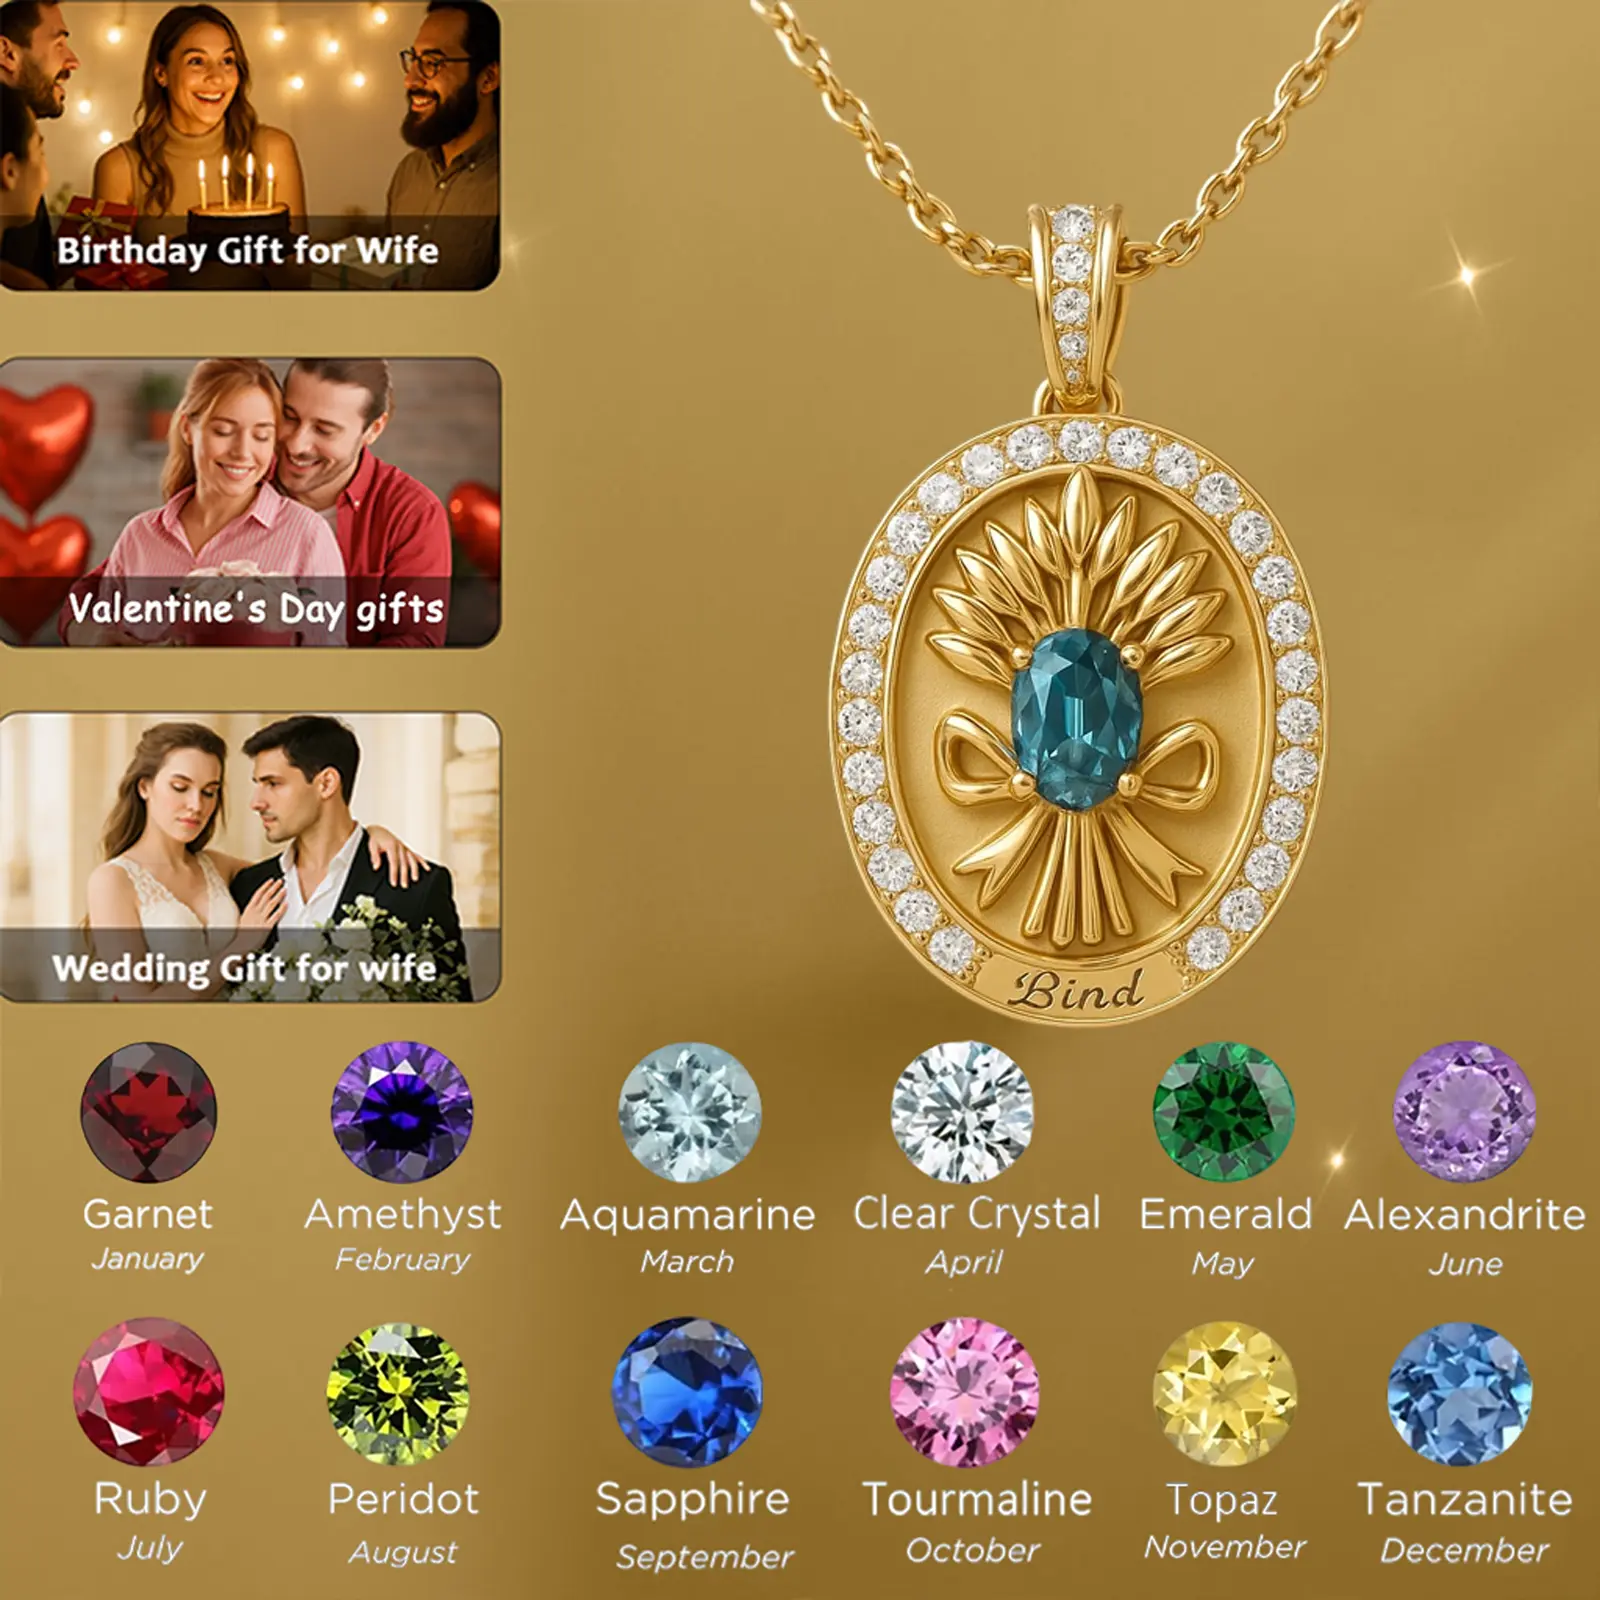 Birthday Gift for Wife
Valentine's Day gifts
Wedding Gift for wife
Bind
Garnet
January
Amethyst
February
Aquamarine
March
Clear Crystal
April
Emerald
May
Alexandrite
June
Ruby
July
Peridot
August
Sapphire
September
Tourmaline
October
Topaz
November
Tanzanite
December